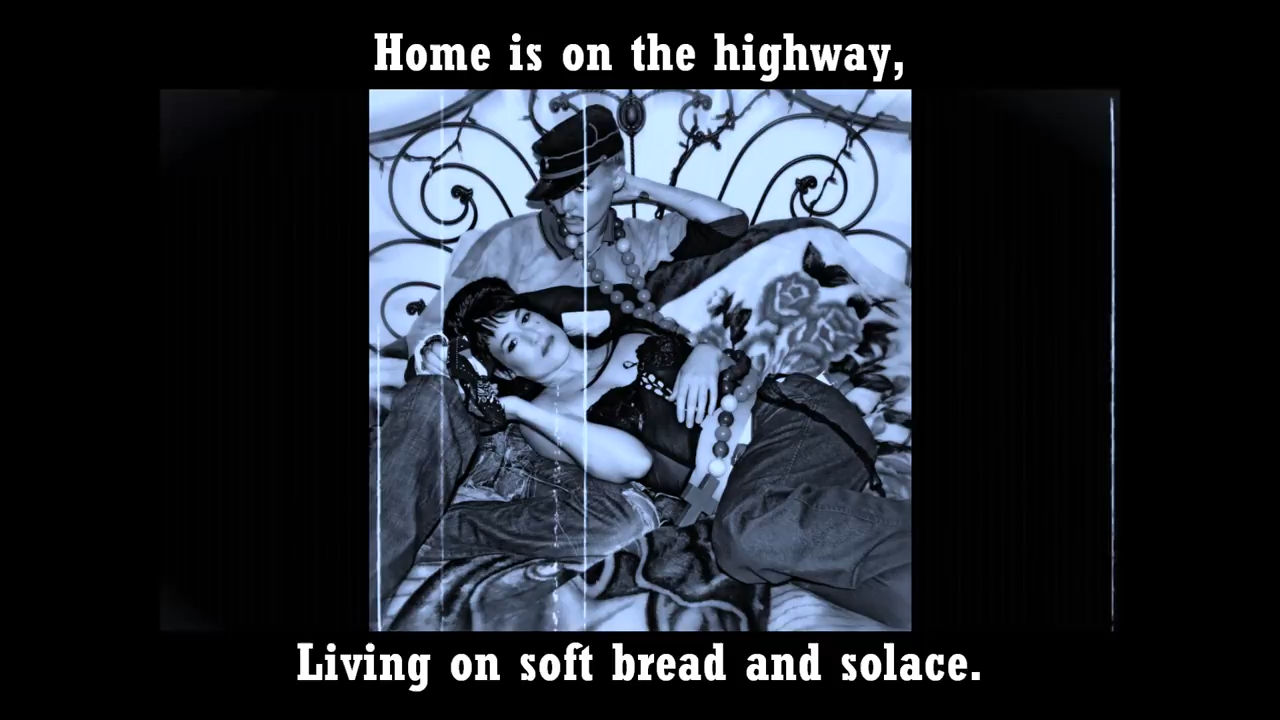 Home is on the highway,
Living on soft bread and solace.